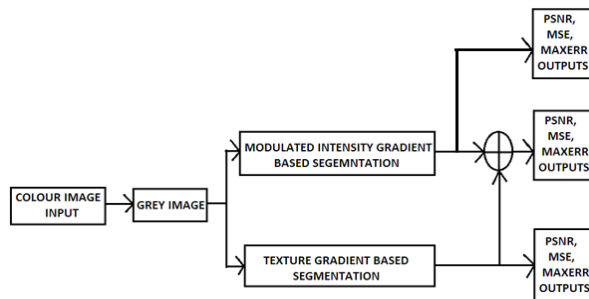 PSNR,
MSE,
MAXERR
OUTPUTS
MODULATED INTENSITY GRADIENT
BASED SEGEMNTATION
PSNR,
MSE,
MAXERR
OUTPUTS
COLOUR IMAGE
INPUT
GREY IMAGE
TEXTURE GRADIENT BASED
SEGMENTATION
PSNR,
MSE,
MAXERR
OUTPUTS